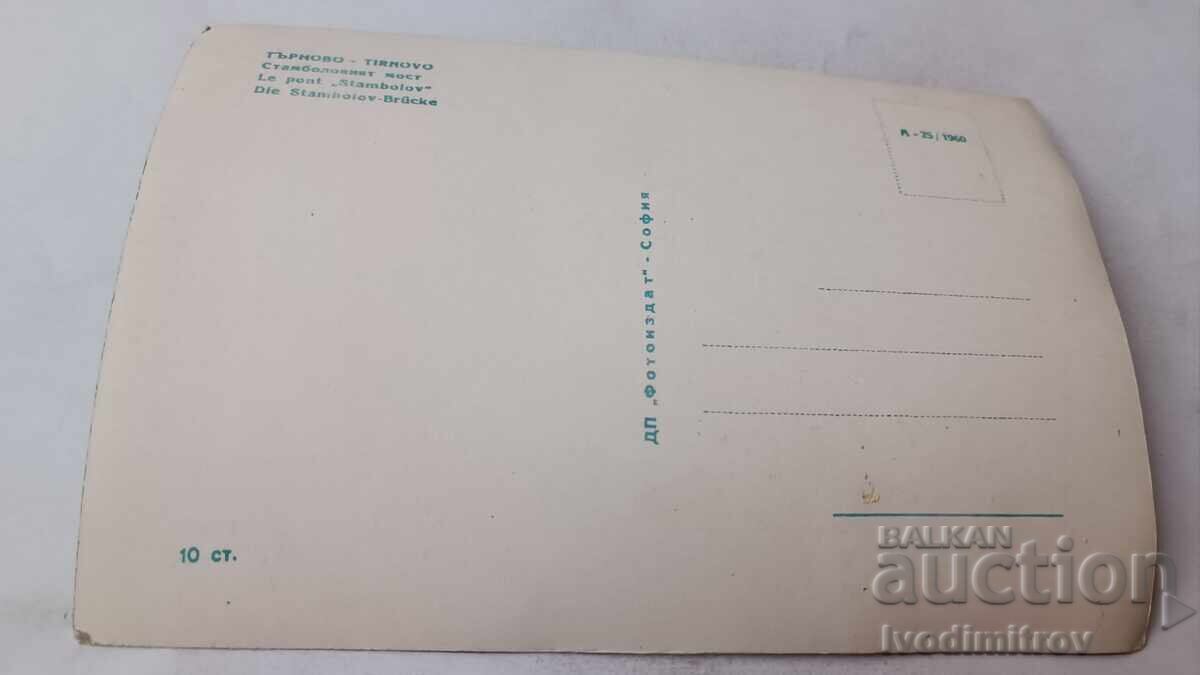 ТЪРНОВО - TIRNOVO
Стамболовият мост
Le pont „Stambolov"
Die Stambolov-Brücke
А - 25 / 1960
ДП „Фотоиздат" - София
10 ст.
BALKAN
auction
Ivodimitrov